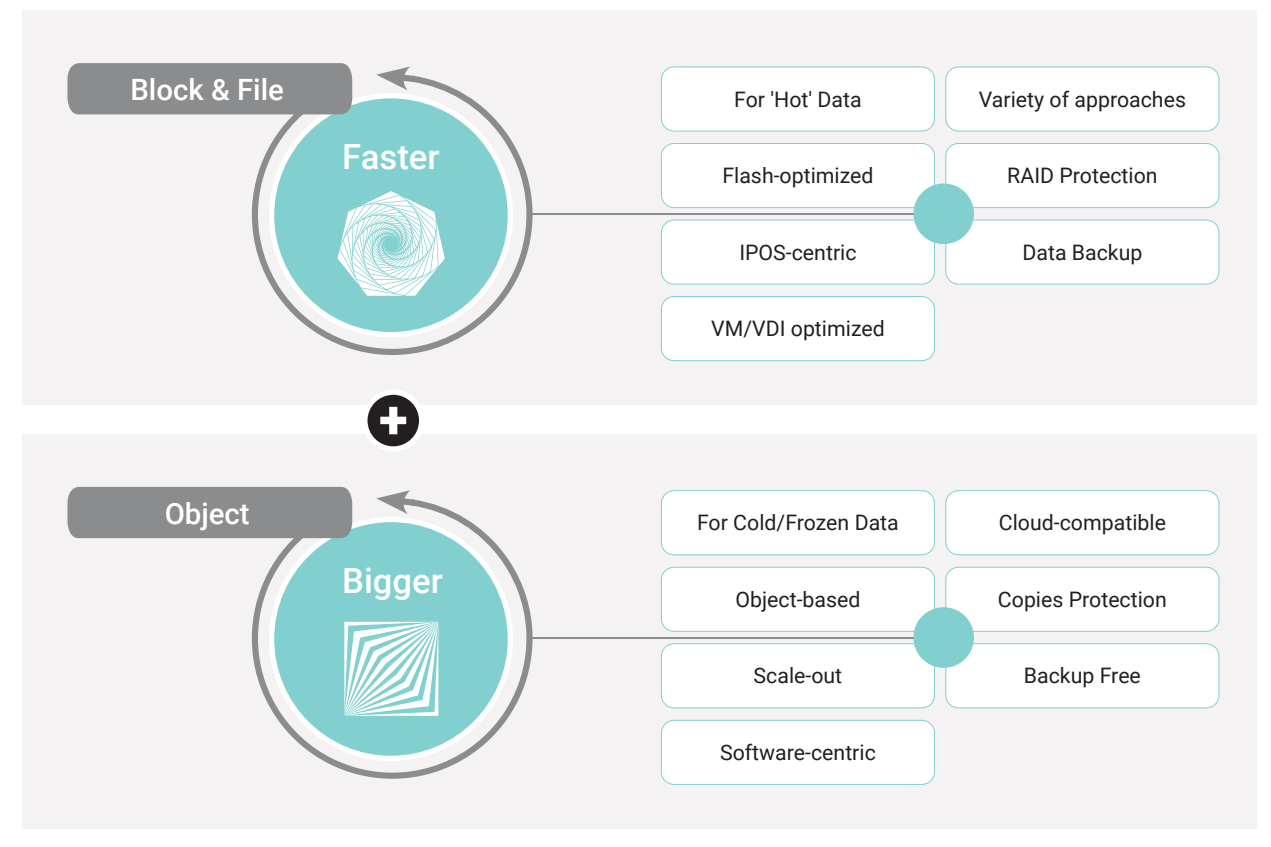 Block & File
Faster
For 'Hot' Data
Variety of approaches
Flash-optimized
RAID Protection
IPOS-centric
Data Backup
VM/VDI optimized
Object
Bigger
For Cold/Frozen Data
Cloud-compatible
Object-based
Copies Protection
Scale-out
Backup Free
Software-centric